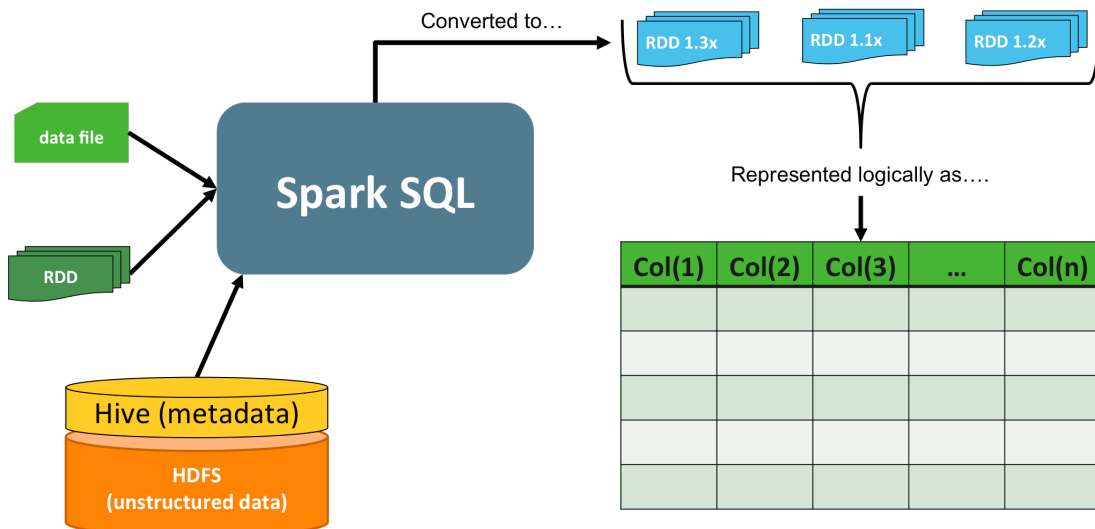 Converted to…
RDD 1.3x
RDD 1.1x
RDD 1.2x
data file
Spark SQL
RDD
Represented logically as….
Col(1) Col(2) Col(3) … Col(n)
Hive (metadata)
HDFS
(unstructured data)